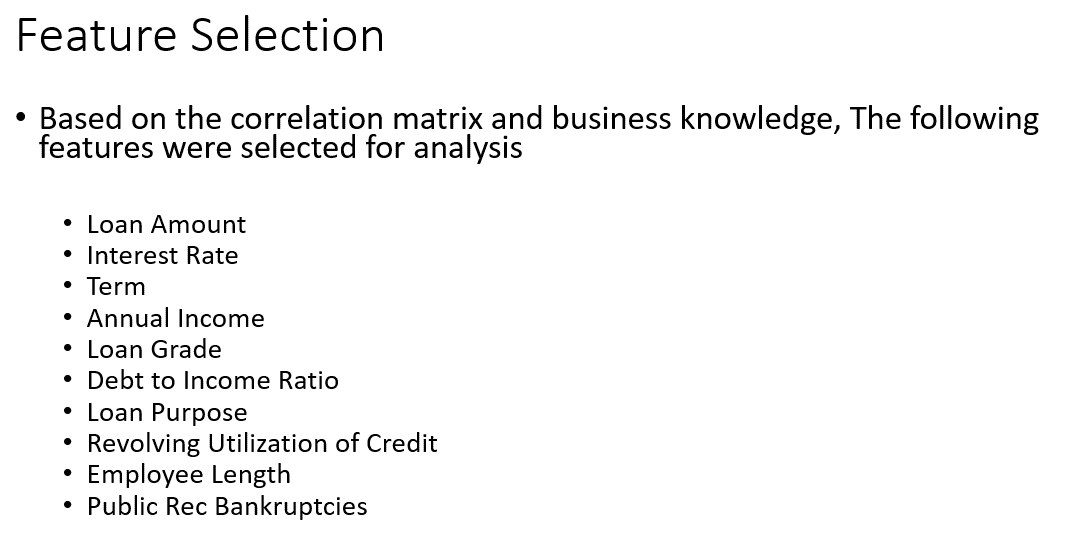 Feature Selection
• Based on the correlation matrix and business knowledge, The following
features were selected for analysis
• Loan Amount
• Interest Rate
• Term
• Annual Income
• Loan Grade
• Debt to Income Ratio
• Loan Purpose
• Revolving Utilization of Credit
• Employee Length
• Public Rec Bankruptcies